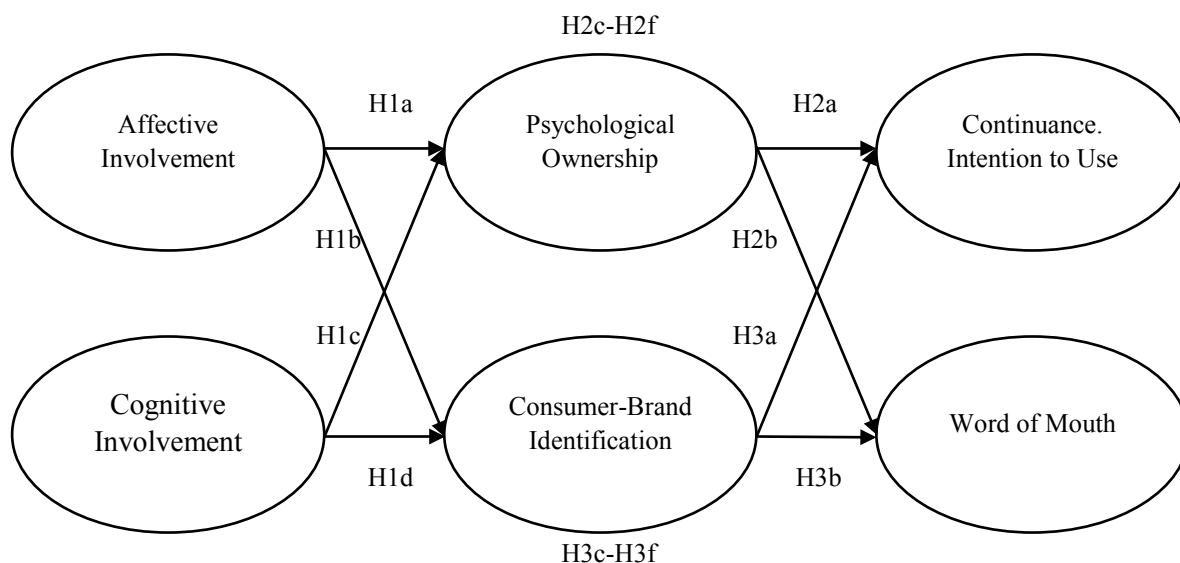 H2c-H2f
H1a
H2a
Affective
Involvement
Psychological
Ownership
Continuance.
Intention to Use
H1b
H2b
H1c
H3a
Cognitive
Involvement
Consumer-Brand
Identification
Word of Mouth
H1d
H3b
H3c-H3f